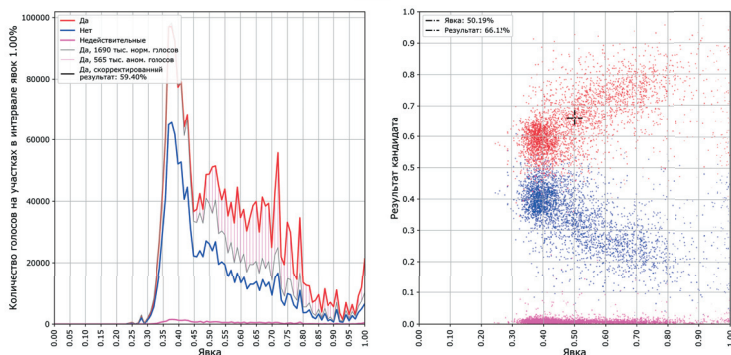 Количество голосов на участках в интервале явок 1.00%
100000
80000
60000
40000
20000
0
Да
Нет
Недействительные
Да, 1690 тыс. норм. голосов
Да, 565 тыс. аном. голосов
Да, скорректированный
результат: 59.40%
0.00 0.05 0.10 0.15 0.20 0.25 0.30 0.35 0.40 0.45 0.50 0.55 0.60 0.65 0.70 0.75 0.80 0.85 0.90 0.95 1.00
Явка
Результат кандидата
1.0
0.9
0.8
0.7
0.6
0.5
0.4
0.3
0.2
0.1
0.0
Явка: 50.19%
Результат: 66.1!%
0.0 0.10 0.20 0.30 0.40 0.50 0.60 0.70 0.80 0.90 1.0
Явка